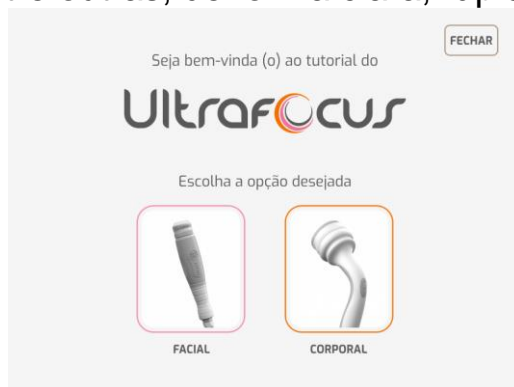 FECHAR
Seja bem-vinda (o) ao tutorial do
Ultrafocus
Escolha a opção desejada
FACIAL
CORPORAL